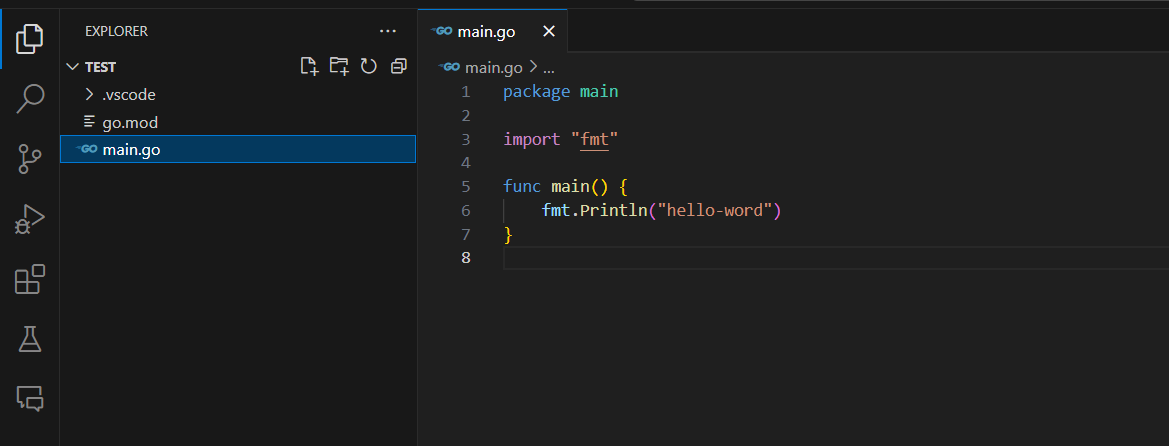 EXPLORER
TEST
.vscode
go.mod
GO main.go
GO main.go
GO main.go > ...
1 package main
2
3 import "fmt"
4
5 func main() {
6 fmt.Println("hello-word")
7 }
8